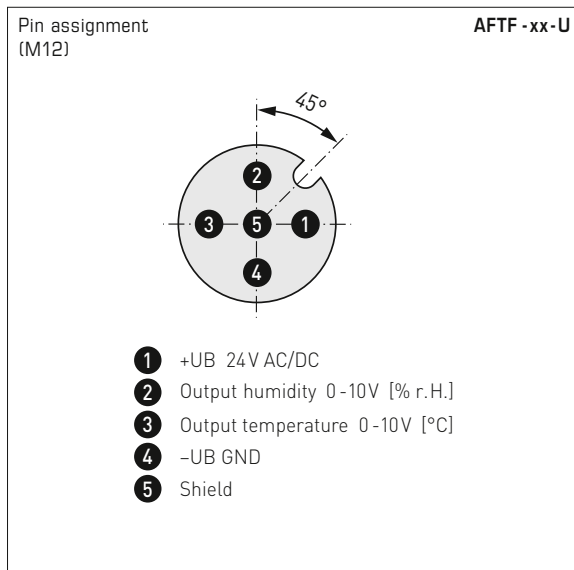 Pin assignment
(M12)
AFTF-xx-U
45°
2
3 5 1
4
1 +UB 24V AC/DC
2 Output humidity 0-10V [% r.H.]
3 Output temperature 0-10V [°C]
4 –UB GND
5 Shield